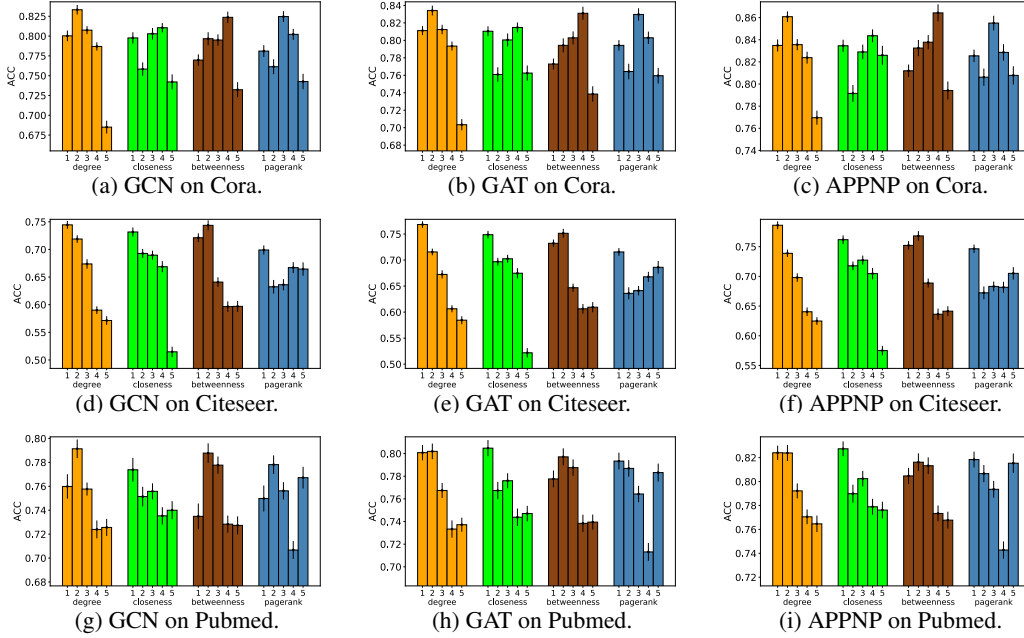 ACC
0.825
0.800
0.775
0.750
0.725
0.700
0.675
1 2 3 4 5 1 2 3 4 5 1 2 3 4 5 1 2 3 4 5
degree closeness betweenness pagerank
(a) GCN on Cora.
ACC
0.84
0.82
0.80
0.78
0.76
0.74
0.72
0.70
0.68
1 2 3 4 5 1 2 3 4 5 1 2 3 4 5 1 2 3 4 5
degree closeness betweenness pagerank
(b) GAT on Cora.
ACC
0.86
0.84
0.82
0.80
0.78
0.76
0.74
1 2 3 4 5 1 2 3 4 5 1 2 3 4 5 1 2 3 4 5
degree closeness betweenness pagerank
(c) APPNP on Cora.
ACC
0.75
0.70
0.65
0.60
0.55
0.50
1 2 3 4 5 1 2 3 4 5 1 2 3 4 5 1 2 3 4 5
degree closeness betweenness pagerank
(d) GCN on Citeseer.
ACC
0.75
0.70
0.65
0.60
0.55
0.50
1 2 3 4 5 1 2 3 4 5 1 2 3 4 5 1 2 3 4 5
degree closeness betweenness pagerank
(e) GAT on Citeseer.
ACC
0.75
0.70
0.65
0.60
0.55
1 2 3 4 5 1 2 3 4 5 1 2 3 4 5 1 2 3 4 5
degree closeness betweenness pagerank
(f) APPNP on Citeseer.
ACC
0.80
0.78
0.76
0.74
0.72
0.70
0.68
1 2 3 4 5 1 2 3 4 5 1 2 3 4 5 1 2 3 4 5
degree closeness betweenness pagerank
(g) GCN on Pubmed.
ACC
0.80
0.78
0.76
0.74
0.72
0.70
1 2 3 4 5 1 2 3 4 5 1 2 3 4 5 1 2 3 4 5
degree closeness betweenness pagerank
(h) GAT on Pubmed.
ACC
0.82
0.80
0.78
0.76
0.74
0.72
1 2 3 4 5 1 2 3 4 5 1 2 3 4 5 1 2 3 4 5
degree closeness betweenness pagerank
(i) APPNP on Pubmed.